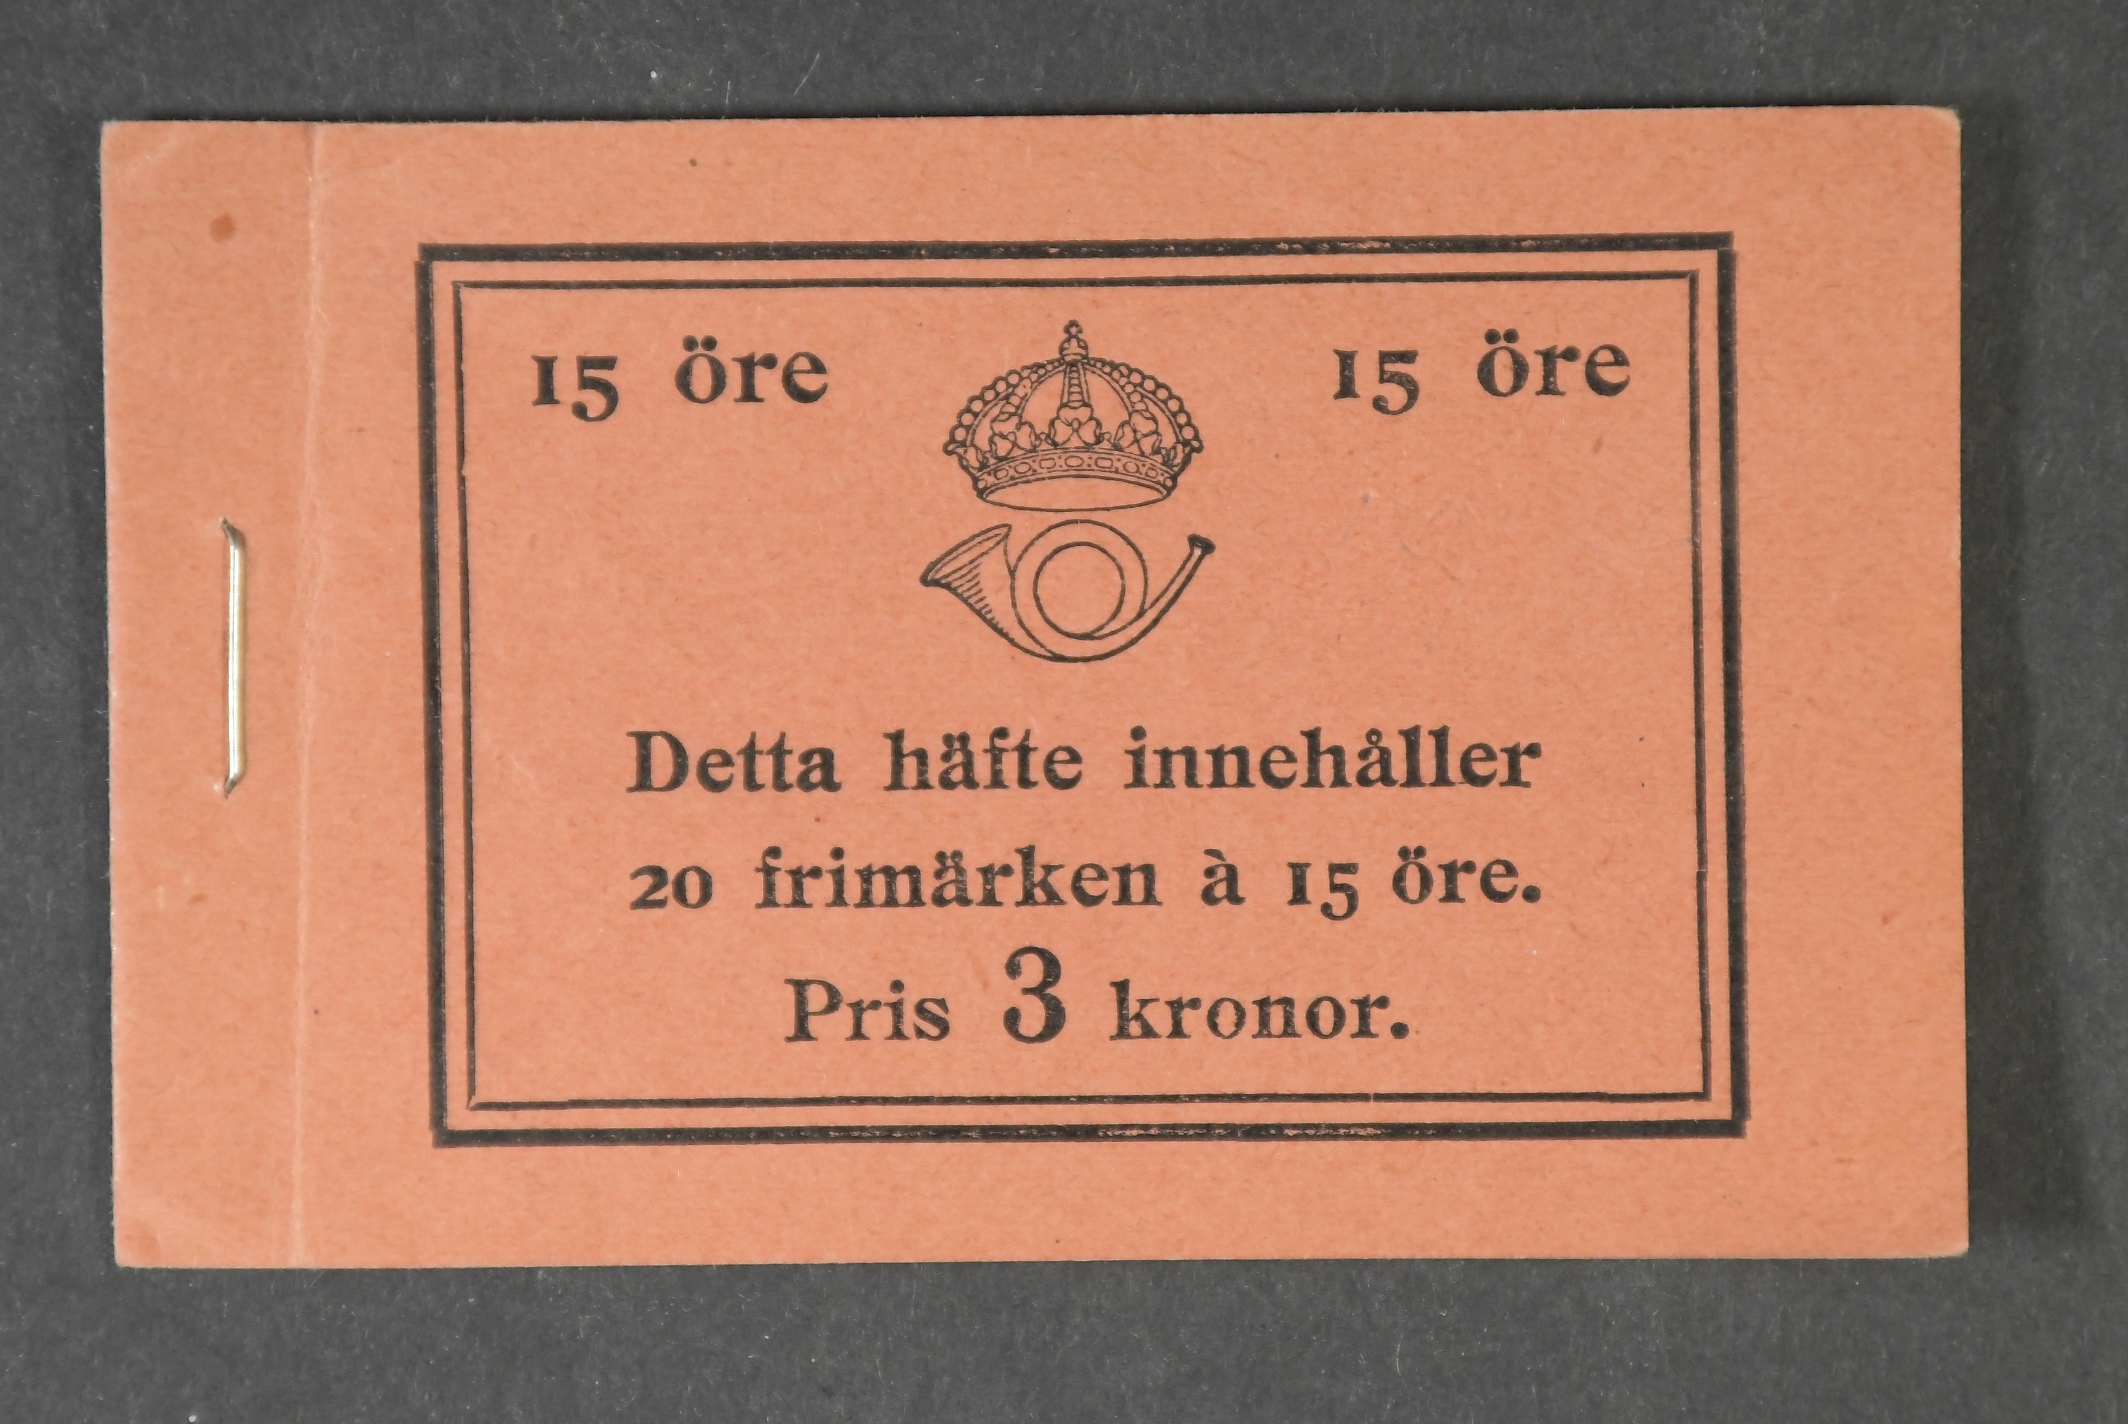 15 öre 15 öre
Detta häfte innehåller
20 frimärken à 15 öre.
Pris 3 kronor.